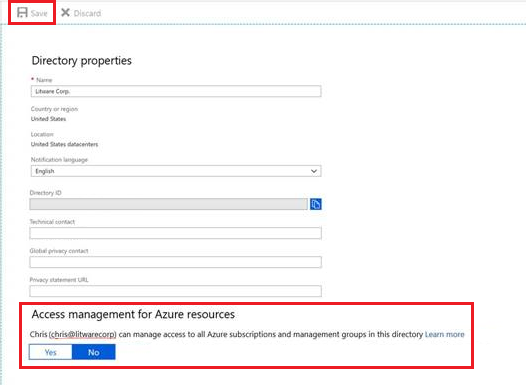 Save Discard
Directory properties
* Name
Litware Corp.
Country or region
United States
Location
United States datacenters
Notification language
English
Directory ID
Technical contact
Global privacy contact
Privacy statement URL
Access management for Azure resources
Chris (chris@litwarecorp) can manage access to all Azure subscriptions and management groups in this directory Learn more
Yes No